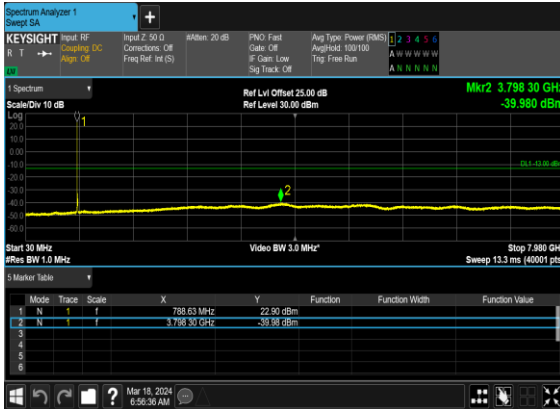 Spectrum Analyzer 1
Swept SA
+
KEYSIGHT Input: RF Input Z: 50 Ω #Atten: 20 dB PNO: Fast Avg Type: Power (RMS) 1 2 3 4 5 6
R T Coupling: DC Corrections: Off Gate: Off Avg|Hold: 100/100 A W W W W W
Align: Off Freq Ref: Int (S) IF Gain: Low Trig: Free Run
LV Sig Track: Off A N N N N N
1 Spectrum Ref Lvl Offset 25.00 dB Mkr2 3.798 30 GHz
Scale/Div 10 dB Ref Level 30.00 dBm -39.980 dBm
Log
1
20.0
10.0
0.00
-10.0
DL1 -13.00 dBm
-20.0
-30.0
2
-40.0
-50.0
-60.0
Start 30 MHz Video BW 3.0 MHz* Stop 7.980 GHz
#Res BW 1.0 MHz Sweep 13.3 ms (40001 pts)
5 Marker Table
Mode Trace Scale X Y Function Function Width Function Value
1 N 1 f 788.63 MHz 22.90 dBm
2 N 1 f 3.798 30 GHz -39.98 dBm
3
4
5
6
? Mar 18, 2024
6:56:36 AM